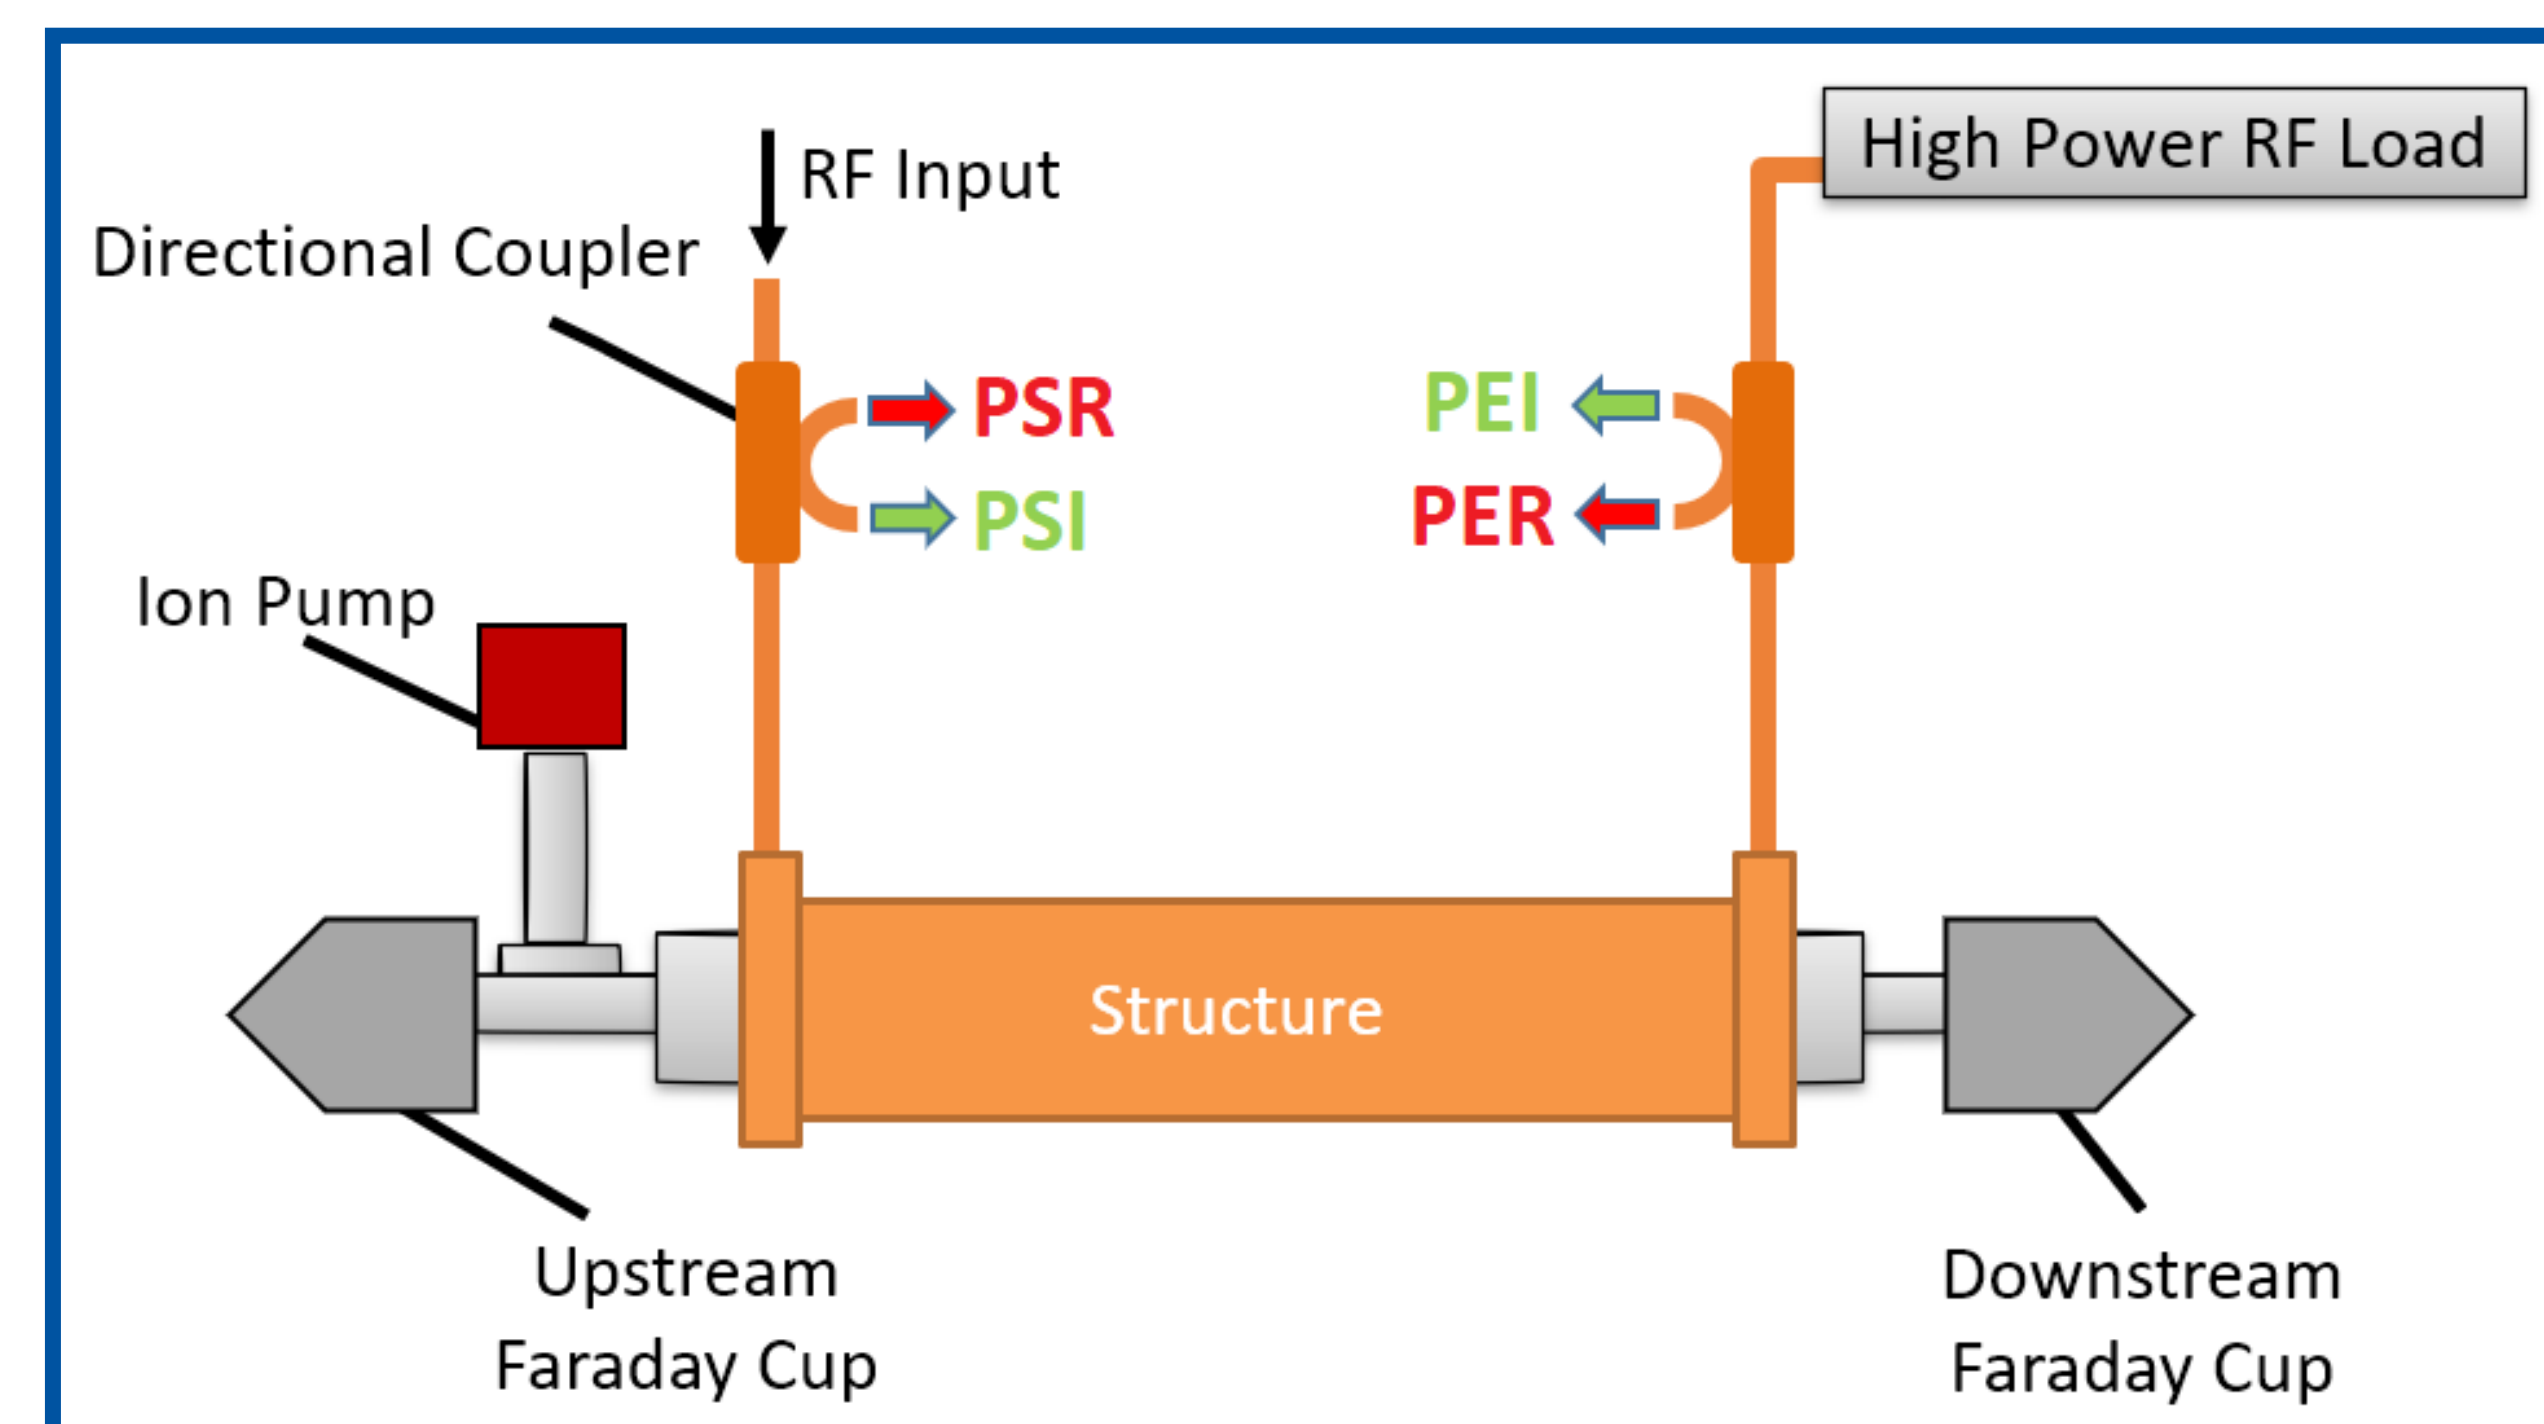 RF Input
High Power RF Load
Directional Coupler
PSR
PEI
PSI
PER
Ion Pump
Structure
Upstream
Faraday Cup
Downstream
Faraday Cup